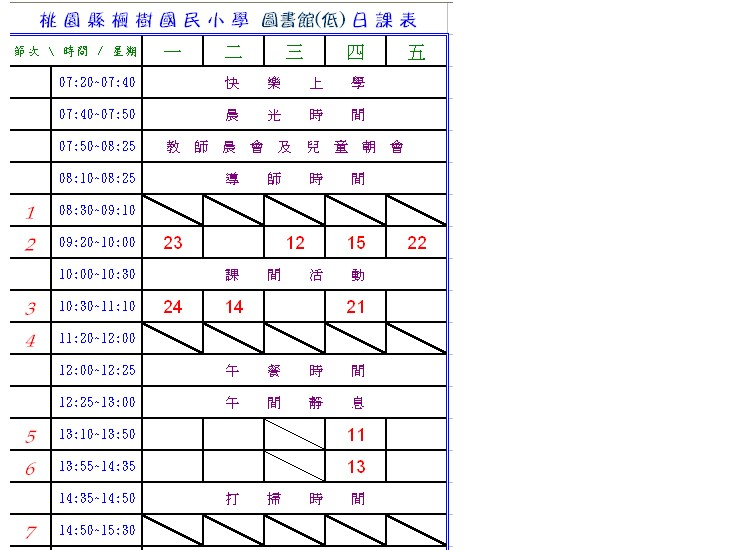 桃園縣楓樹國民小學 圖書館(低)日課表
節次 \ 時間 / 星期 一 二 三 四 五
07:20~07:40 快樂上學
07:40~07:50 晨光時間
07:50~08:25 教師晨會及兒童朝會
08:10~08:25 導師時間
1 08:30~09:10
2 09:20~10:00 23 12 15 22
10:00~10:30 課間活動
3 10:30~11:10 24 14 21
4 11:20~12:00
12:00~12:25 午餐時間
12:25~13:00 午間靜息
5 13:10~13:50 11
6 13:55~14:35 13
14:35~14:50 打掃時間
7 14:50~15:30